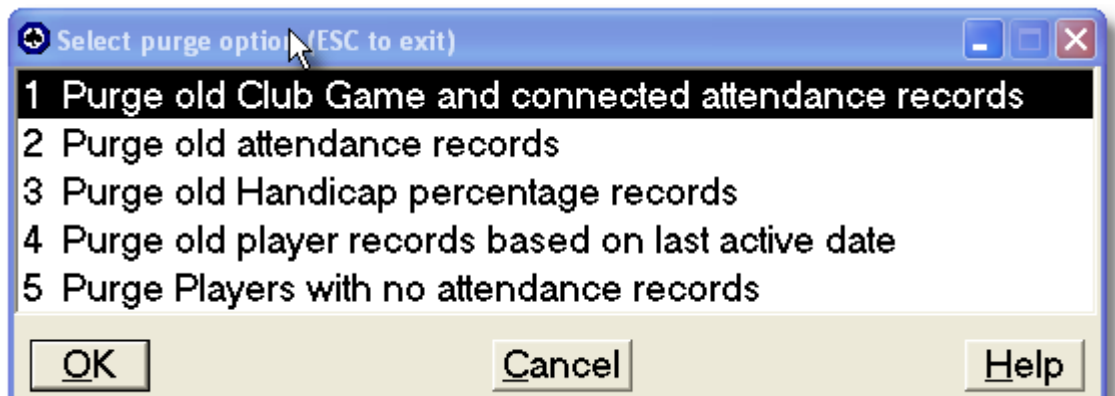 Select purge option (ESC to exit)
1 Purge old Club Game and connected attendance records
2 Purge old attendance records
3 Purge old Handicap percentage records
4 Purge old player records based on last active date
5 Purge Players with no attendance records
OK Cancel Help